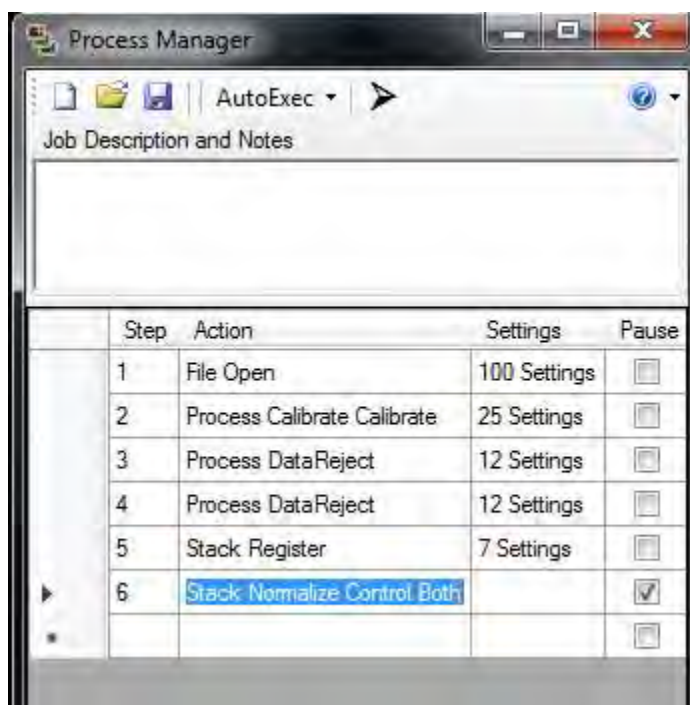 Process Manager
AutoExec
Job Description and Notes
Step Action Settings Pause
1 File Open 100 Settings
2 Process Calibrate Calibrate 25 Settings
3 Process DataReject 12 Settings
4 Process DataReject 12 Settings
5 Stack Register 7 Settings
6 Stack Normalize Control Both